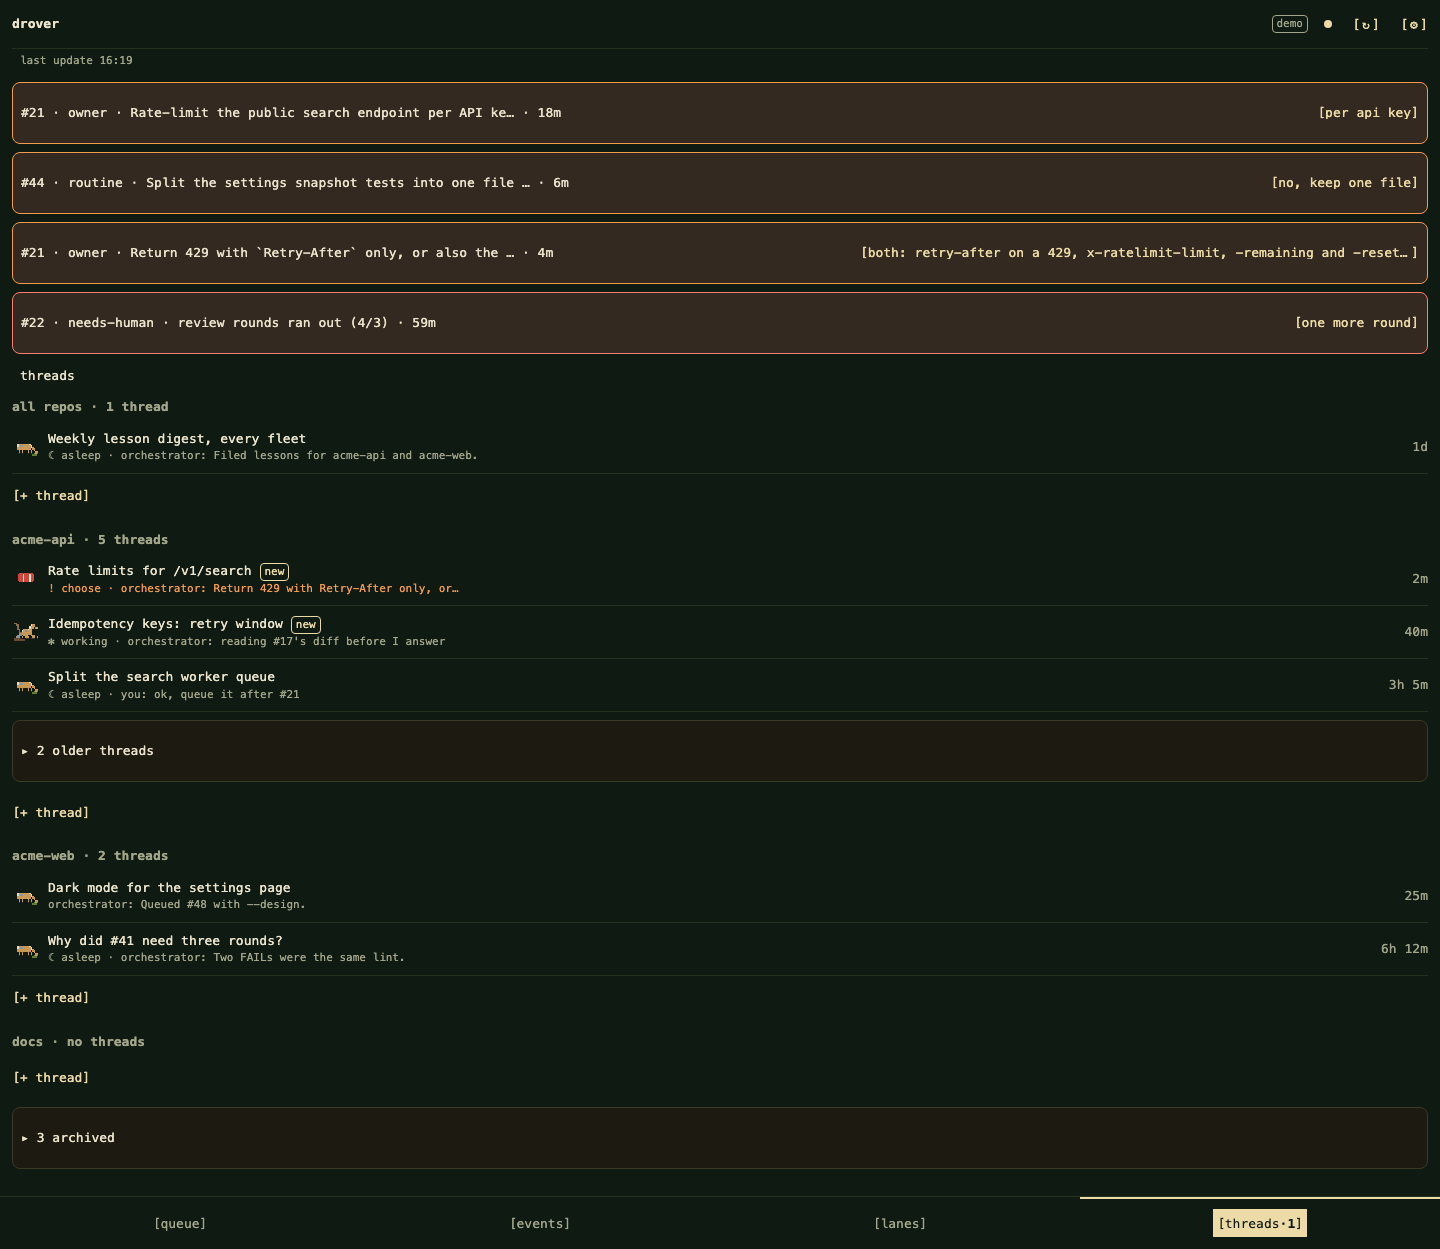 drover demo [↻] [⚙]
last update 16:19
#21 · owner · Rate-limit the public search endpoint per API ke… · 18m [per api key]
#44 · routine · Split the settings snapshot tests into one file … · 6m [no, keep one file]
#21 · owner · Return 429 with `Retry-After` only, or also the … · 4m [both: retry-after on a 429, x-ratelimit-limit, -remaining and -reset…]
#22 · needs-human · review rounds ran out (4/3) · 59m [one more round]
threads
all repos · 1 thread
Weekly lesson digest, every fleet
☾ asleep · orchestrator: Filed lessons for acme-api and acme-web. 1d
[+ thread]
acme-api · 5 threads
Rate limits for /v1/search new
! choose · orchestrator: Return 429 with Retry-After only, or… 2m
Idempotency keys: retry window new
✱ working · orchestrator: reading #17's diff before I answer 40m
Split the search worker queue
☾ asleep · you: ok, queue it after #21 3h 5m
▸ 2 older threads
[+ thread]
acme-web · 2 threads
Dark mode for the settings page
orchestrator: Queued #48 with --design. 25m
Why did #41 need three rounds?
☾ asleep · orchestrator: Two FAILs were the same lint. 6h 12m
[+ thread]
docs · no threads
[+ thread]
▸ 3 archived
[queue] [events] [lanes] [threads·1]